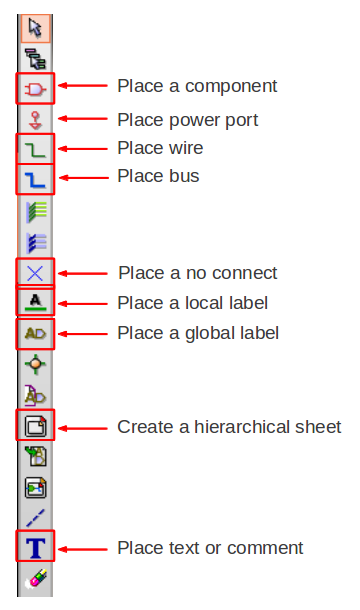 Place a component
Place power port
Place wire
Place bus
Place a no connect
A
Place a local label
A
Place a global label
A
Create a hierarchical sheet
T
Place text or comment